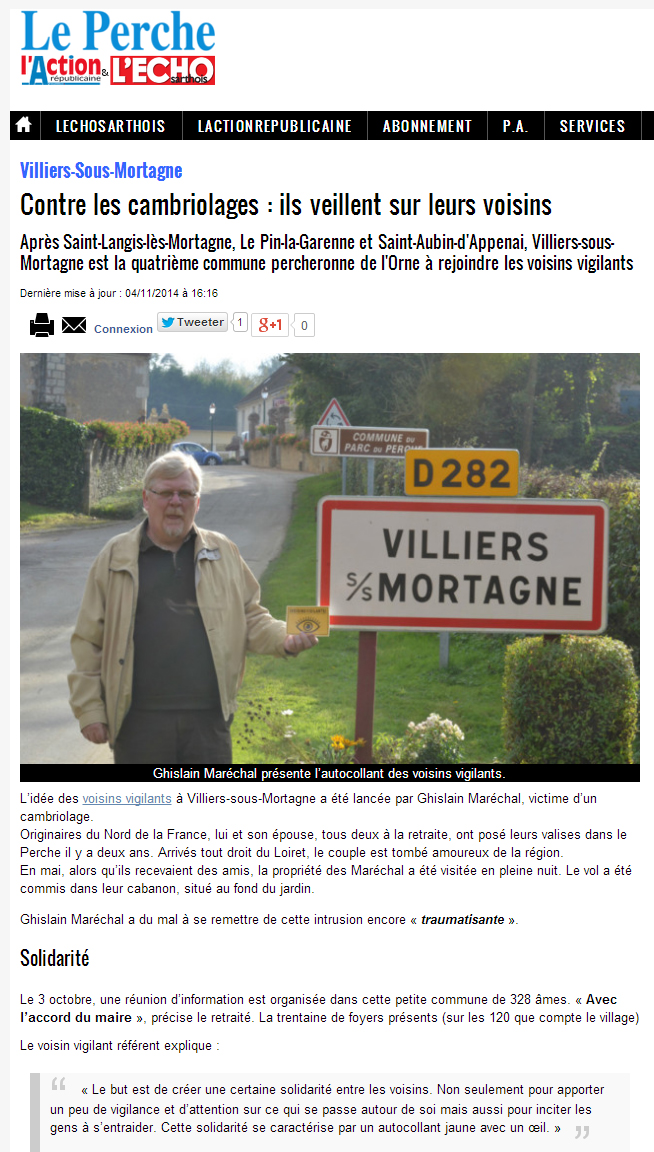 Le Perche
l'Action
républicaine
&
L'ECHO
sarthois
LECHOSARTHOIS LACTIONREPUBLICAINE ABONNEMENT P.A. SERVICES
Villiers-Sous-Mortagne
Contre les cambriolages : ils veillent sur leurs voisins
Après Saint-Langis-lès-Mortagne, Le Pin-la-Garenne et Saint-Aubin-d'Appenai, Villiers-sous-
Mortagne est la quatrième commune percheronne de l'Orne à rejoindre les voisins vigilants
Dernière mise à jour : 04/11/2014 à 16:16
Connexion Tweeter 1 g+1 0
COMMUNE DU
PARC DU PERCHE
D 282
VILLIERS
S/S MORTAGNE
Ghislain Maréchal présente l'autocollant des voisins vigilants.
L'idée des voisins vigilants à Villiers-sous-Mortagne a été lancée par Ghislain Maréchal, victime d'un
cambriolage.
Originaires du Nord de la France, lui et son épouse, tous deux à la retraite, ont posé leurs valises dans le
Perche il y a deux ans. Arrivés tout droit du Loiret, le couple est tombé amoureux de la région.
En mai, alors qu'ils recevaient des amis, la propriété des Maréchal a été visitée en pleine nuit. Le vol a été
commis dans leur cabanon, situé au fond du jardin.
Ghislain Maréchal a du mal à se remettre de cette intrusion encore « traumatisante ».
Solidarité
Le 3 octobre, une réunion d'information est organisée dans cette petite commune de 328 âmes. « Avec
l'accord du maire », précise le retraité. La trentaine de foyers présents (sur les 120 que compte le village)
Le voisin vigilant référent explique :
« Le but est de créer une certaine solidarité entre les voisins. Non seulement pour apporter
un peu de vigilance et d'attention sur ce qui se passe autour de soi mais aussi pour inciter les
gens à s'entraider. Cette solidarité se caractérise par un autocollant jaune avec un œil. »